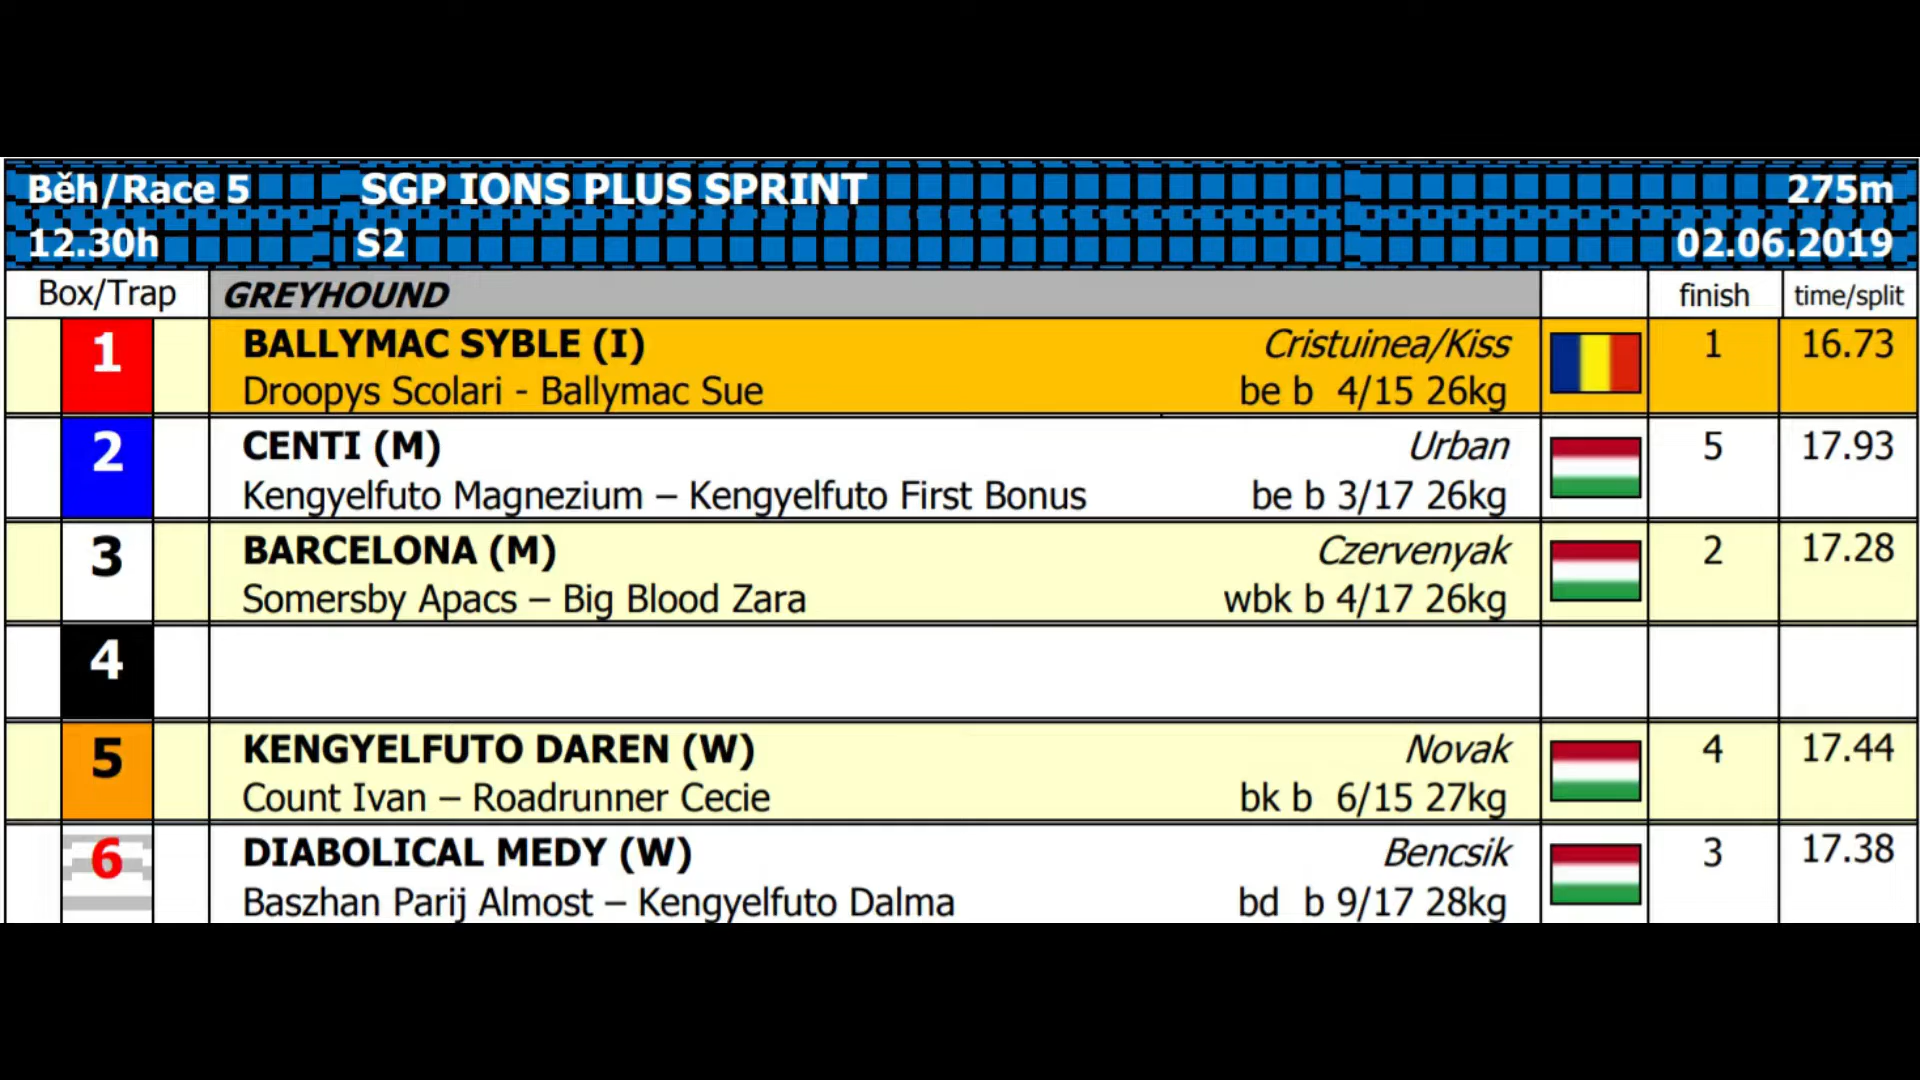 Běh/Race 5 SGP IONS PLUS SPRINT 275m
12.30h S2 02.06.2019
Box/Trap GREYHOUND finish time/split
1 BALLYMAC SYBLE (I) Cristuinea/Kiss 1 16.73
Droopys Scolari - Ballymac Sue be b 4/15 26kg
2 CENTI (M) Urban 5 17.93
Kengyelfuto Magnezium – Kengyelfuto First Bonus be b 3/17 26kg
3 BARCELONA (M) Czervenyak 2 17.28
Somersby Apacs – Big Blood Zara wbk b 4/17 26kg
4
5 KENGYELFUTO DAREN (W) Novak 4 17.44
Count Ivan – Roadrunner Cecie bk b 6/15 27kg
6 DIABOLICAL MEDY (W) Bencsik 3 17.38
Baszhan Parij Almost – Kengyelfuto Dalma bd b 9/17 28kg